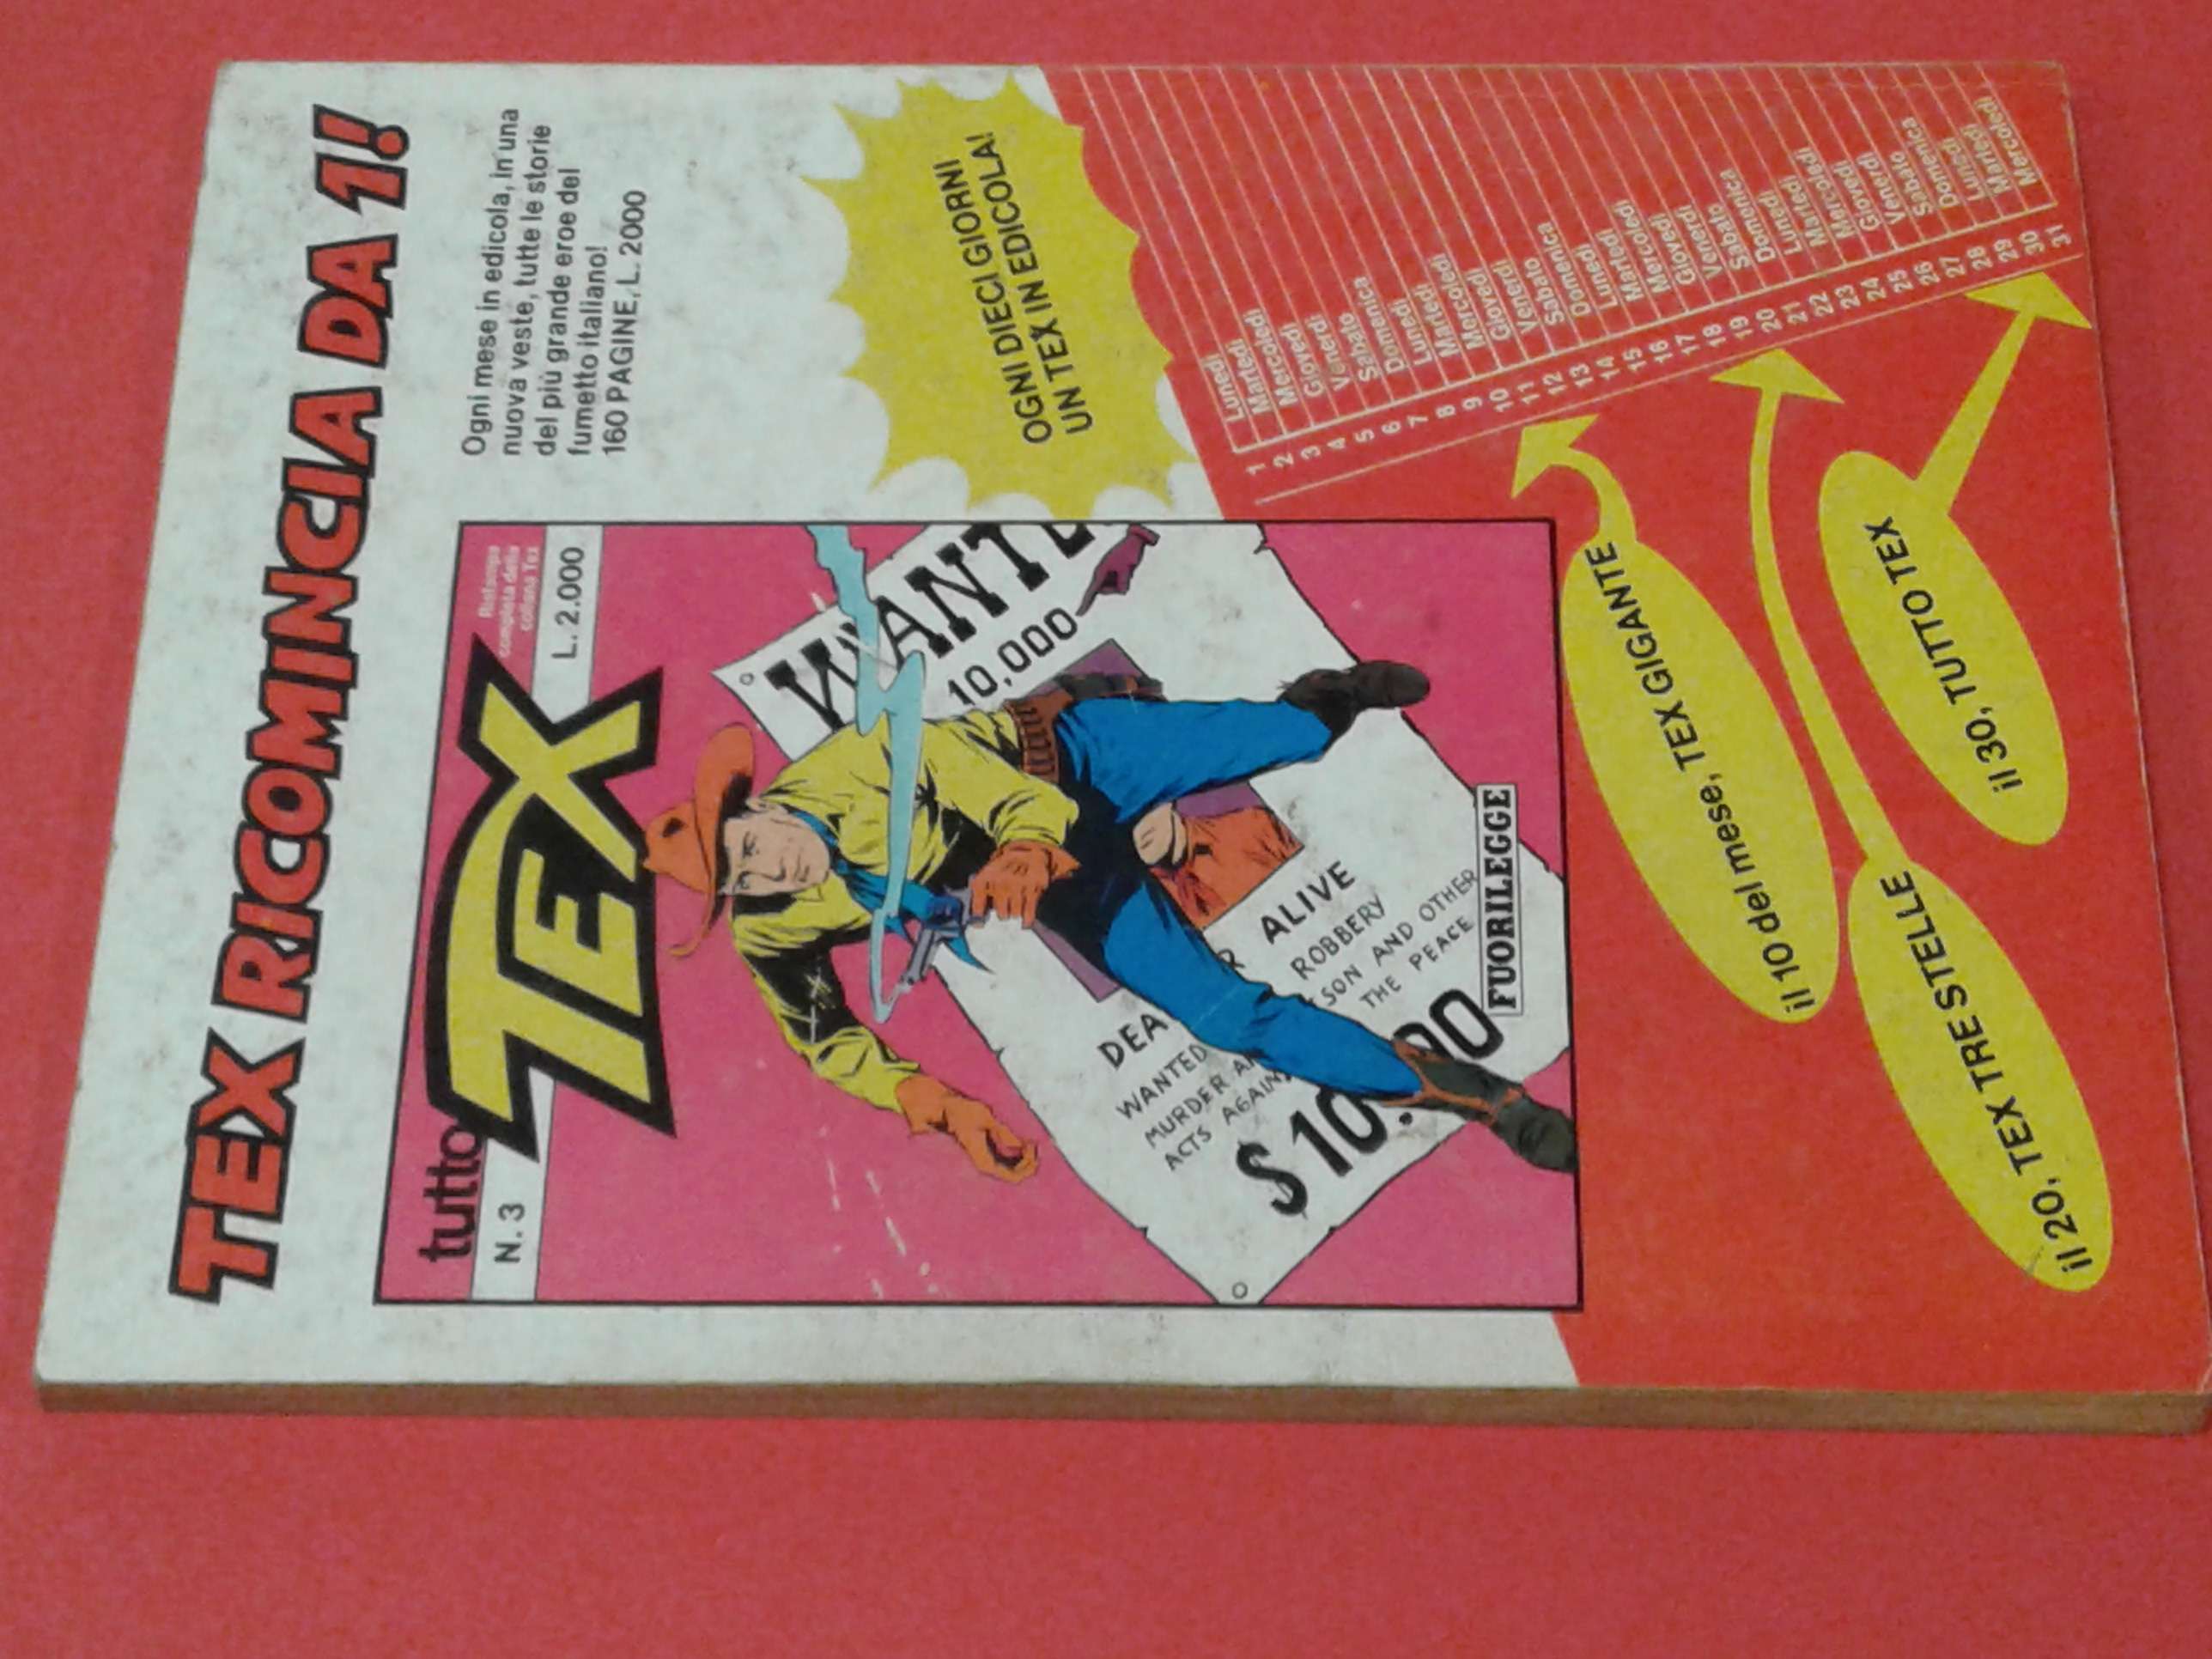 TEX RICOMINCIA DA 1!
Ogni mese in edicola, in una
nuova veste, tutte le storie
del più grande eroe del
fumetto italiano!
160 PAGINE, L. 2000
tutto
TEX
Ristampa
completa della
collana Tex
N. 3
L. 2.000
WANTE
10,000
DEA
R ALIVE
WANTED
ROBBERY
MURDER A
SON AND OTHER
ACTS AGAIN
THE PEACE
$ 10.
00
FUORILEGGE
OGNI DIECI GIORNI
UN TEX IN EDICOLA!
1 Lunedì
2 Martedì
3 Mercoledì
4 Giovedì
5 Venerdì
6 Sabato
7 Domenica
8 Lunedì
9 Martedì
10 Mercoledì
11 Giovedì
12 Venerdì
13 Sabato
14 Domenica
15 Lunedì
16 Martedì
17 Mercoledì
18 Giovedì
19 Venerdì
20 Sabato
21 Domenica
22 Lunedì
23 Martedì
24 Mercoledì
25 Giovedì
26 Venerdì
27 Sabato
28 Domenica
29 Lunedì
30 Martedì
31 Mercoledì
il 10 del mese, TEX GIGANTE
il 20, TEX TRE STELLE
il 30, TUTTO TEX